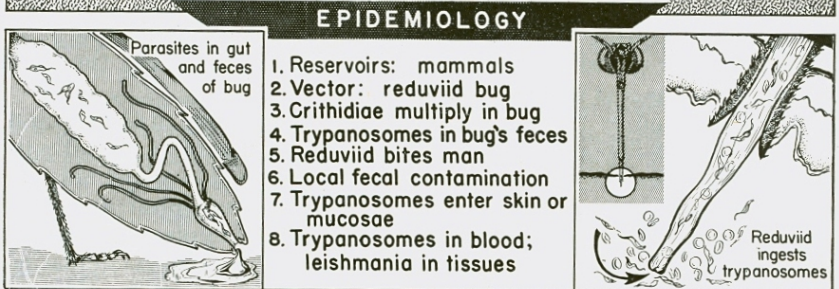 EPIDEMIOLOGY
Parasites in gut
and feces
of bug
1. Reservoirs: mammals
2. Vector: reduviid bug
3. Crithidiae multiply in bug
4. Trypanosomes in bug's feces
5. Reduviid bites man
6. Local fecal contamination
7. Trypanosomes enter skin or
mucosae
8. Trypanosomes in blood;
leishmania in tissues
Reduviid
ingests
trypanosomes